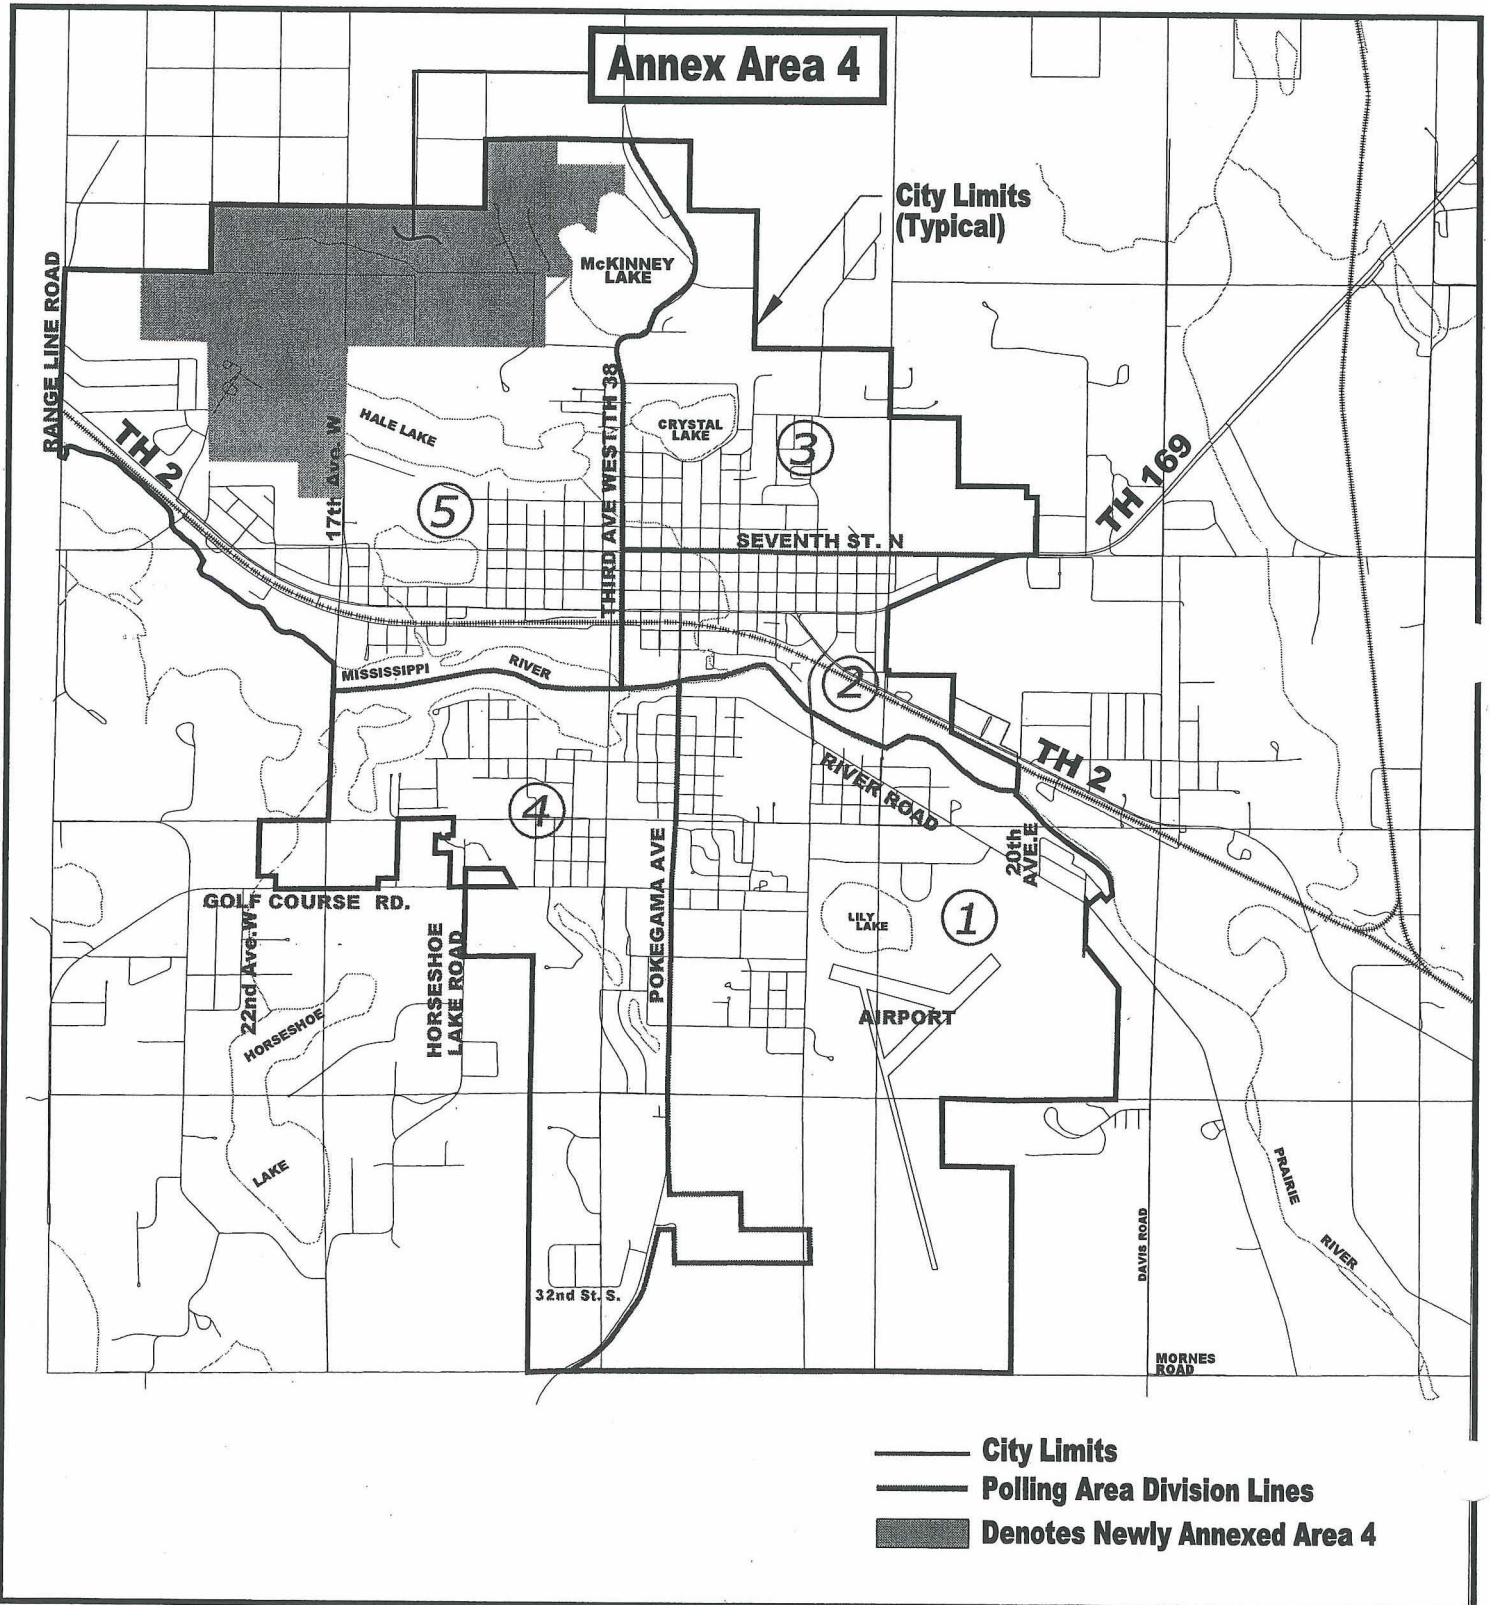 Annex Area 4
City Limits
(Typical)
McKINNEY
LAKE
RANGE LINE ROAD
TH 2
HALE LAKE
17th Ave. W
THIRD AVE WEST/TH 38
CRYSTAL
LAKE
3
5
TH 169
SEVENTH ST. N
MISSISSIPPI
RIVER
2
TH 2
RIVER ROAD
4
20th
AVE.E
POKEGAMA AVE
GOLF COURSE RD.
22nd Ave.W
HORSESHOE
LAKE ROAD
LILY
LAKE
1
AIRPORT
HORSESHOE
LAKE
PRAIRIE
RIVER
DAVIS ROAD
32nd St. S.
MORNES
ROAD
City Limits
Polling Area Division Lines
Denotes Newly Annexed Area 4